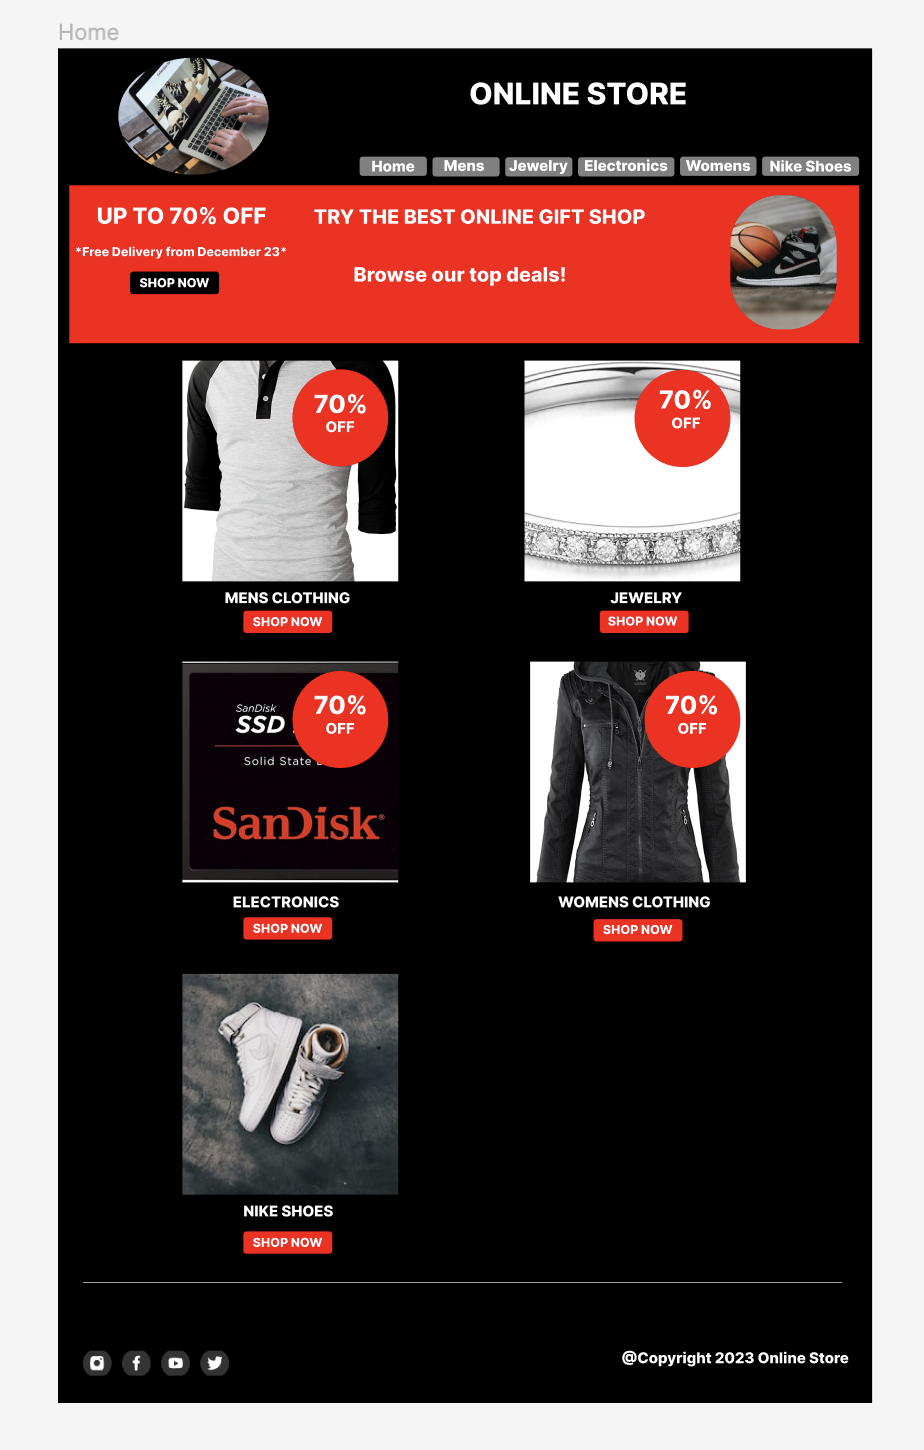 Home
ONLINE STORE
Home Mens Jewelry Electronics Womens Nike Shoes
UP TO 70% OFF
*Free Delivery from December 23*
SHOP NOW
TRY THE BEST ONLINE GIFT SHOP
Browse our top deals!
70%
OFF
MENS CLOTHING
SHOP NOW
70%
OFF
JEWELRY
SHOP NOW
SanDisk
SSD
Solid State
SanDisk®
70%
OFF
ELECTRONICS
SHOP NOW
70%
OFF
WOMENS CLOTHING
SHOP NOW
NIKE SHOES
SHOP NOW
@Copyright 2023 Online Store